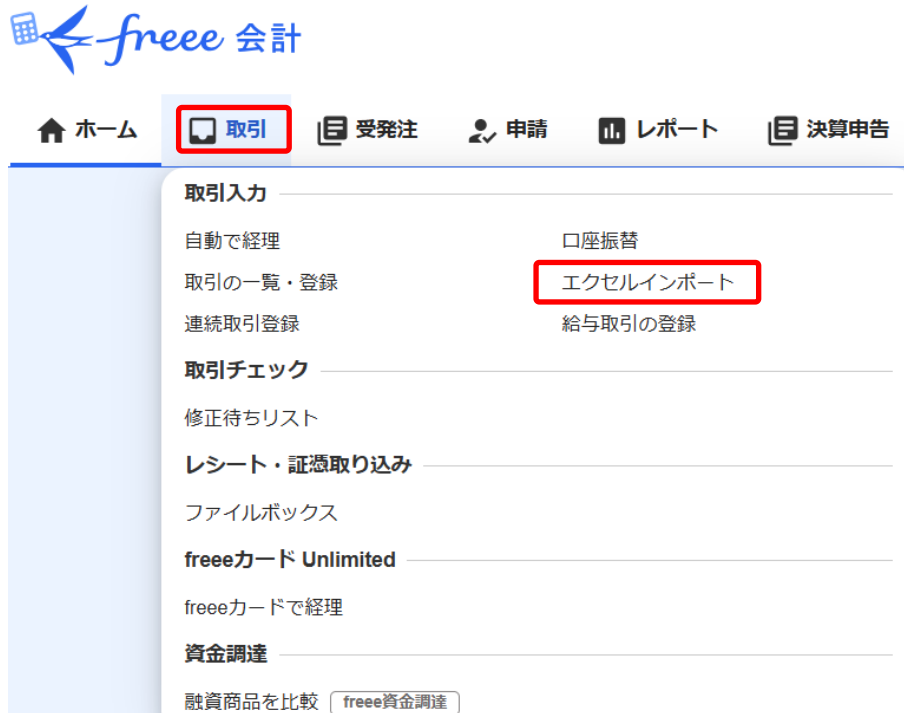 freee 会計
ホーム 取引 受発注 申請 レポート 決算申告
取引入力
自動で経理 口座振替
取引の一覧・登録 エクセルインポート
連続取引登録 給与取引の登録
取引チェック
修正待ちリスト
レシート・証憑取り込み
ファイルボックス
freeeカード Unlimited
freeeカードで経理
資金調達
融資商品を比較 freee資金調達